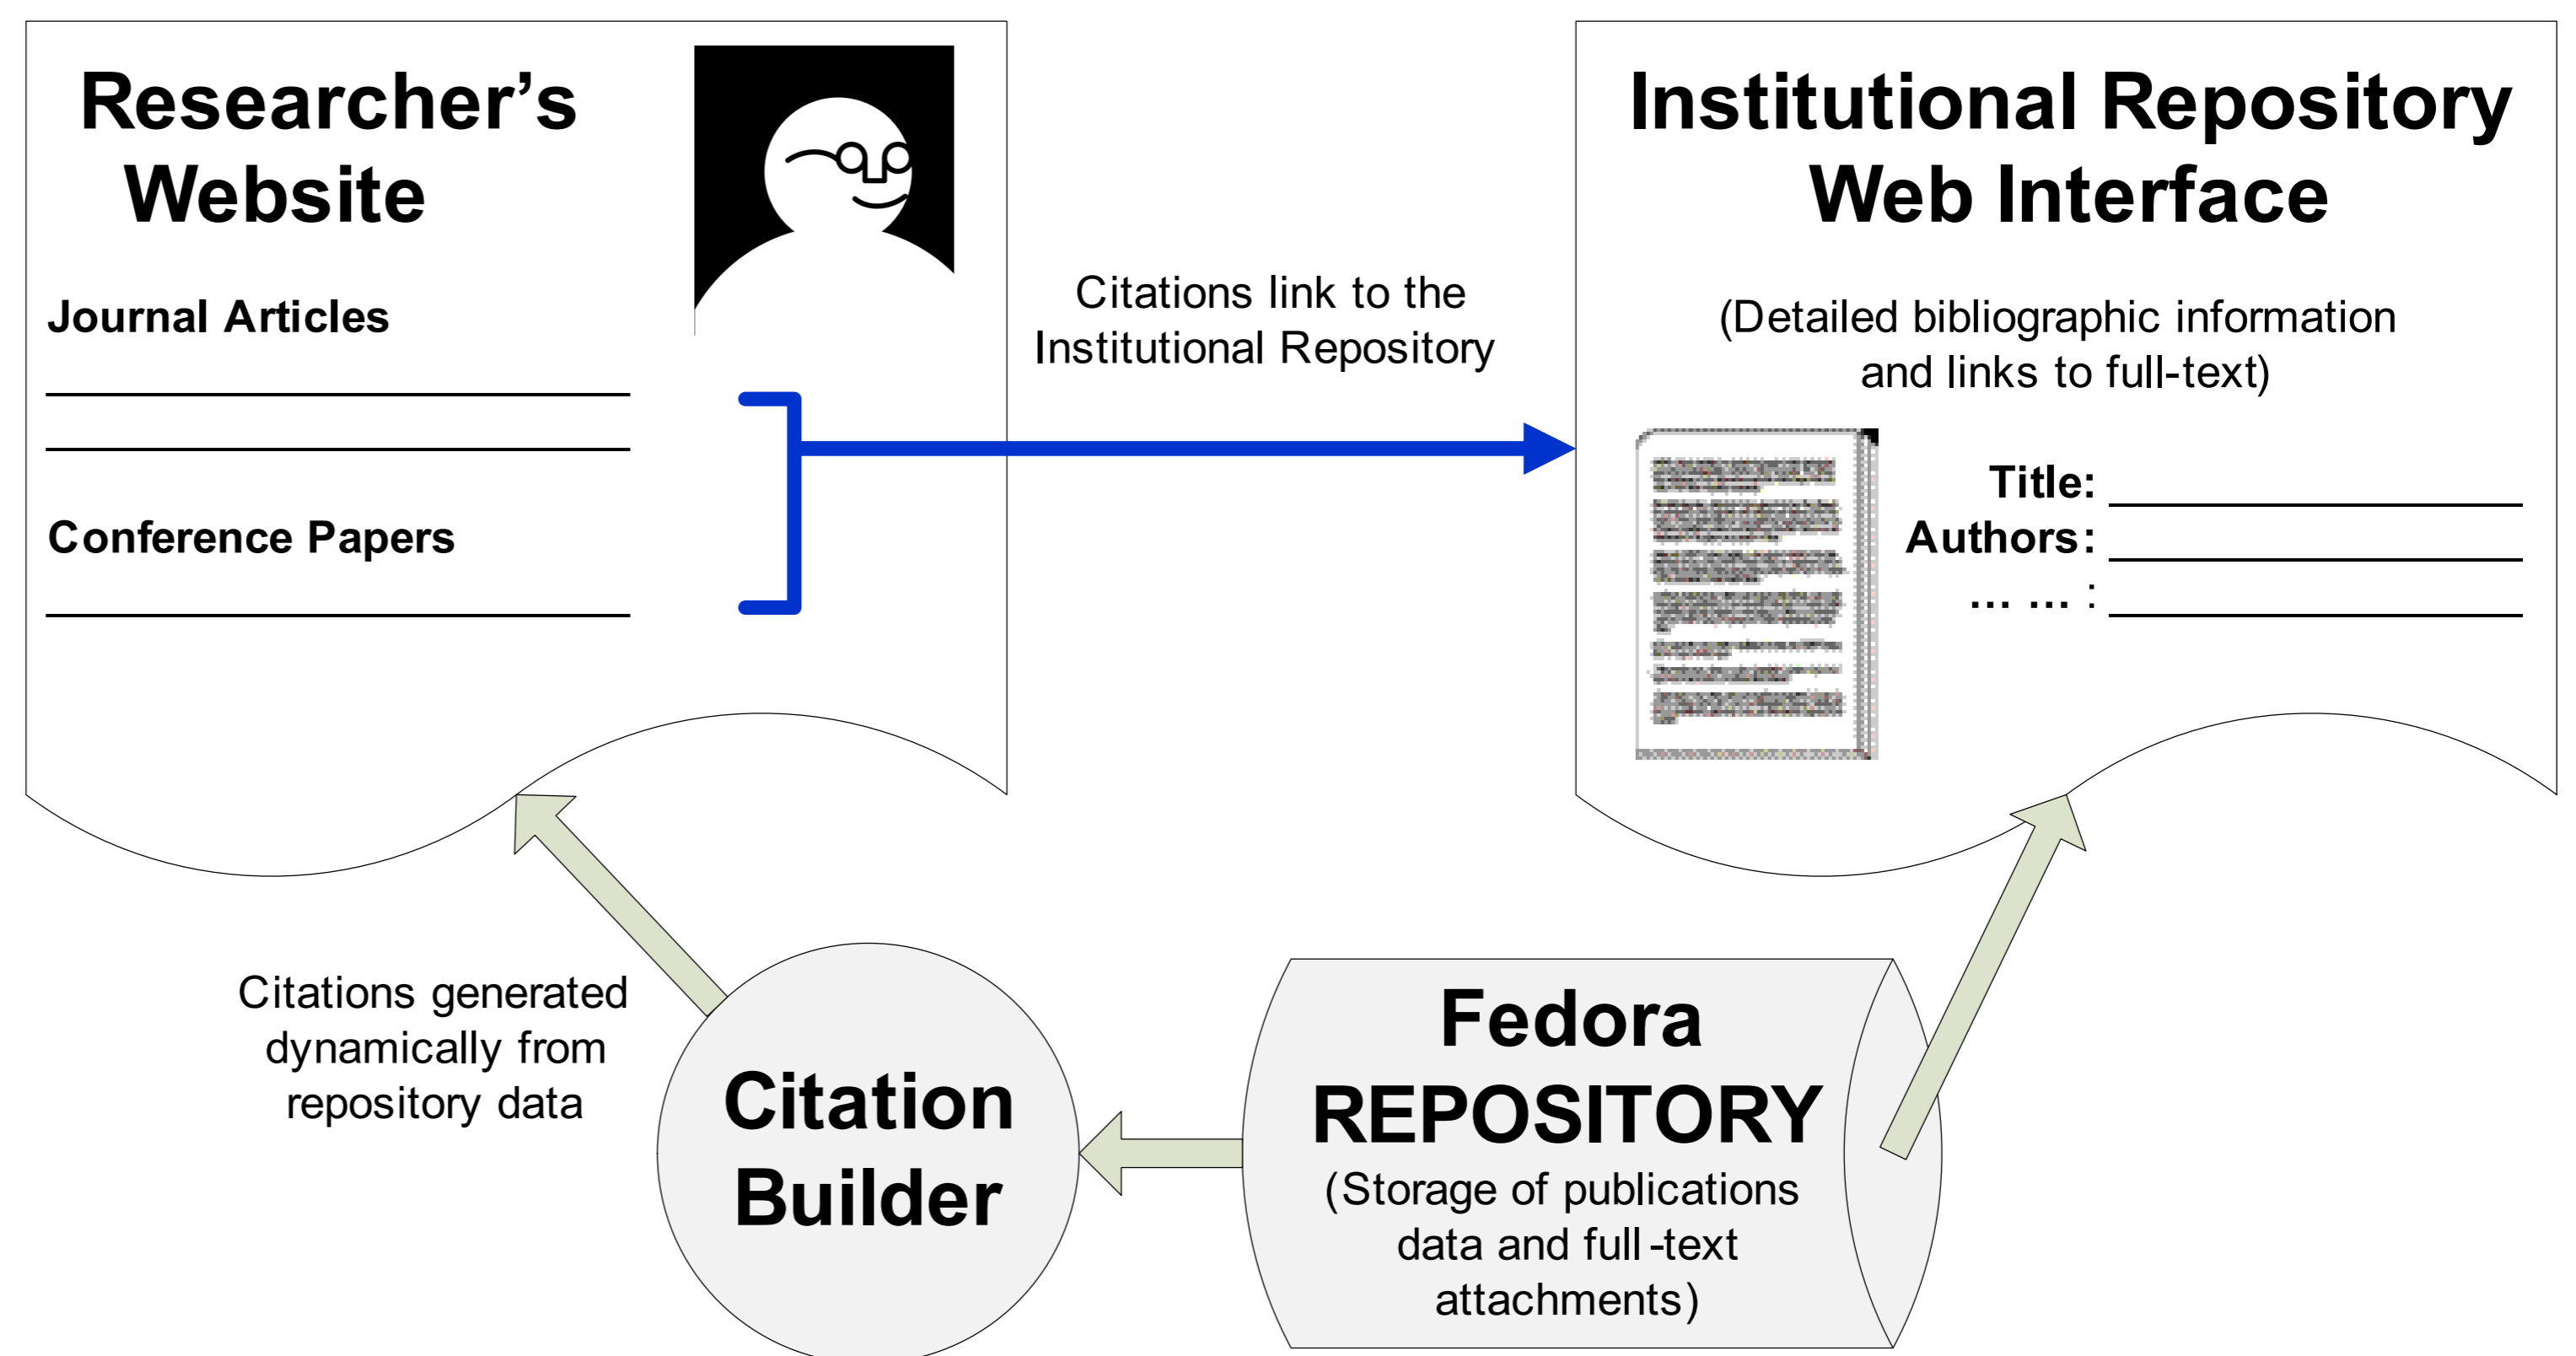 Researcher's
Website
Journal Articles
Conference Papers
Citations link to the
Institutional Repository
Institutional Repository
Web Interface
(Detailed bibliographic information
and links to full-text)
Title:
Authors:
... ... :
Citations generated
dynamically from
repository data
Citation
Builder
Fedora
REPOSITORY
(Storage of publications
data and full-text
attachments)